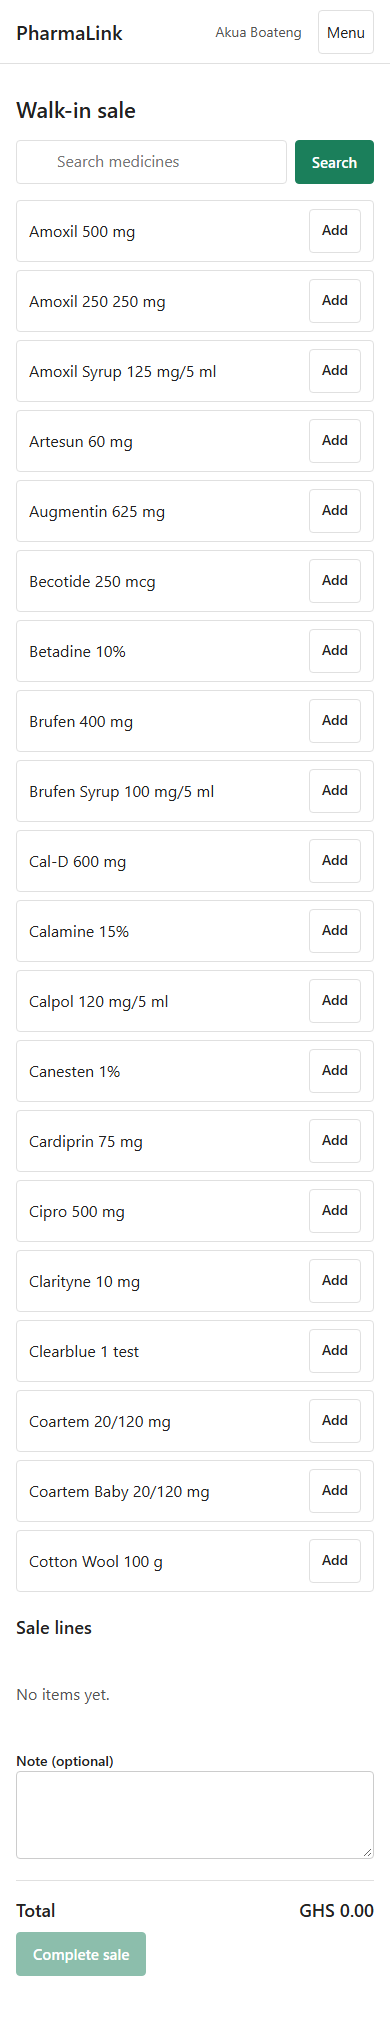 PharmaLink
Akua Boateng
Menu
Walk-in sale
Search medicines
Search
Amoxil 500 mg
Add
Amoxil 250 250 mg
Add
Amoxil Syrup 125 mg/5 ml
Add
Artesun 60 mg
Add
Augmentin 625 mg
Add
Becotide 250 mcg
Add
Betadine 10%
Add
Brufen 400 mg
Add
Brufen Syrup 100 mg/5 ml
Add
Cal-D 600 mg
Add
Calamine 15%
Add
Calpol 120 mg/5 ml
Add
Canesten 1%
Add
Cardiprin 75 mg
Add
Cipro 500 mg
Add
Clarityne 10 mg
Add
Clearblue 1 test
Add
Coartem 20/120 mg
Add
Coartem Baby 20/120 mg
Add
Cotton Wool 100 g
Add
Sale lines
No items yet.
Note (optional)
Total
GHS 0.00
Complete sale